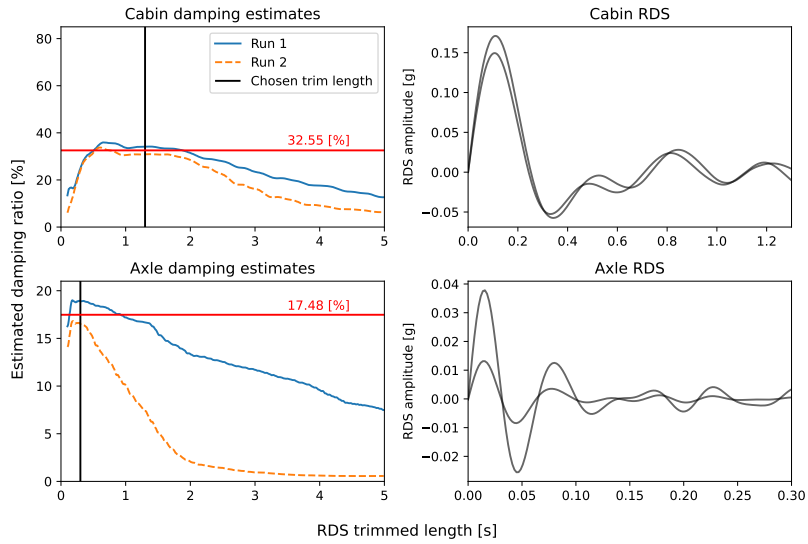 Cabin damping estimates
80
60
40
20
0
0 1 2 3 4 5
Run 1
Run 2
Chosen trim length
32.55 [%]
Cabin RDS
RDS amplitude [g]
0.15
0.10
0.05
0.00
−0.05
0.0 0.2 0.4 0.6 0.8 1.0 1.2
Estimated damping ratio [%]
Axle damping estimates
20
15
10
5
0
0 1 2 3 4 5
17.48 [%]
Axle RDS
RDS amplitude [g]
0.04
0.03
0.02
0.01
0.00
−0.01
−0.02
0.00 0.05 0.10 0.15 0.20 0.25 0.30
RDS trimmed length [s]